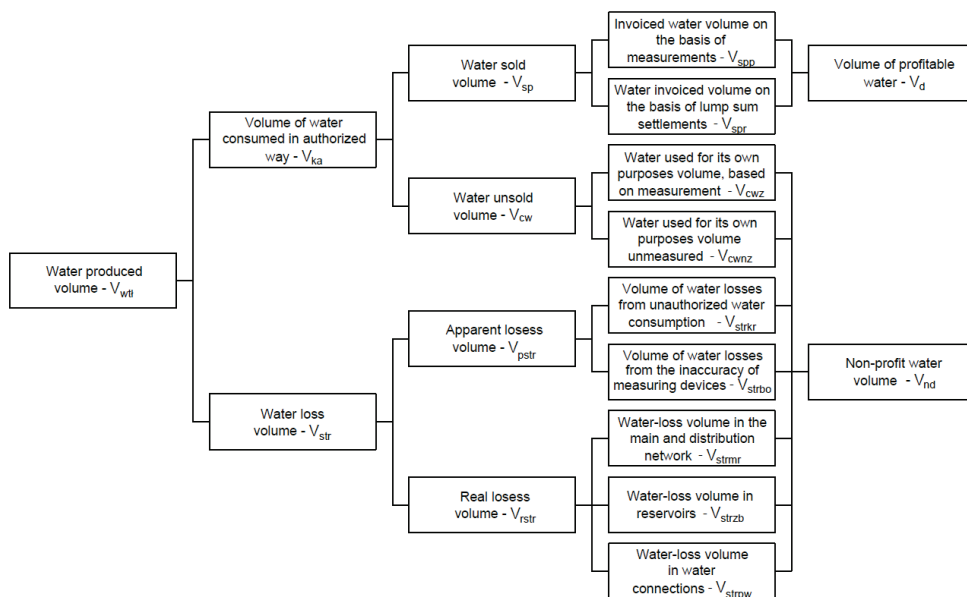 Water produced
volume - Vwtł
Volume of water
consumed in authorized
way - Vka
Water loss
volume - Vstr
Water sold
volume - Vsp
Water unsold
volume - Vcw
Apparent losess
volume - Vpstr
Real losess
volume - Vrstr
Invoiced water volume on
the basis of
measurements - Vspp
Water invoiced volume on
the basis of lump sum
settlements - Vspr
Water used for its own
purposes volume, based
on measurement - Vcwz
Water used for its own
purposes volume
unmeasured - Vcwnz
Volume of water losses
from unauthorized water
consumption - Vstrkr
Volume of water losses
from the inaccuracy of
measuring devices - Vstrbo
Water-loss volume in the
main and distribution
network - Vstrmr
Water-loss volume in
reservoirs - Vstrzb
Water-loss volume
in water
connections - Vstrpw
Volume of profitable
water - Vd
Non-profit water
volume - Vnd